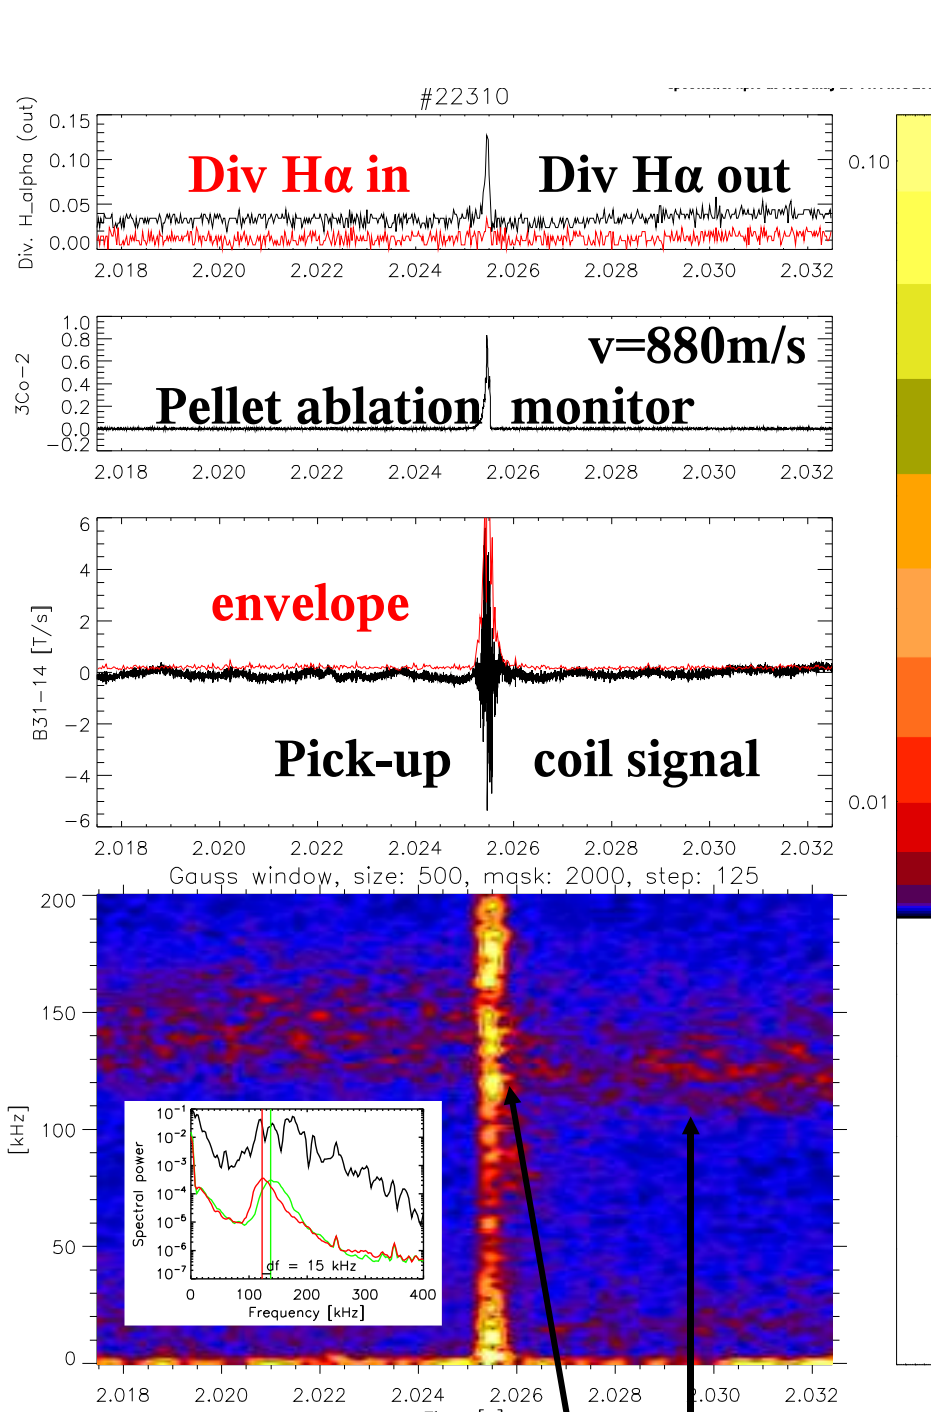 #22310
Div. H_alpha (out)
0.15
0.10
0.05
0.00
Div Hα in
Div Hα out
2.018 2.020 2.022 2.024 2.026 2.028 2.030 2.032
0.10
0.01
3Co-2
1.0
0.8
0.6
0.4
0.2
0.0
-0.2
v=880m/s
Pellet ablation monitor
2.018 2.020 2.022 2.024 2.026 2.028 2.030 2.032
B31-14 [T/s]
6
4
2
0
-2
-4
-6
envelope
Pick-up coil signal
2.018 2.020 2.022 2.024 2.026 2.028 2.030 2.032
Gauss window, size: 500, mask: 2000, step: 125
[kHz]
200
150
100
50
0
Spectral power
10-1
10-2
10-3
10-4
10-5
10-6
10-7
df = 15 kHz
0 100 200 300 400
Frequency [kHz]
2.018 2.020 2.022 2.024 2.026 2.028 2.030 2.032